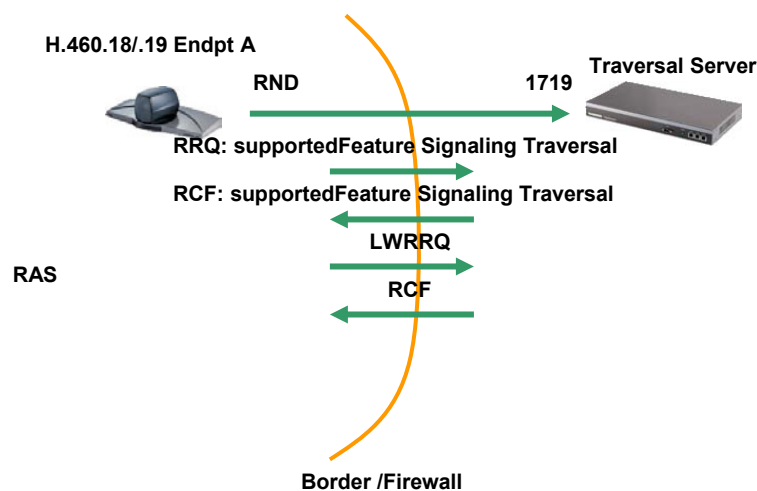 H.460.18/.19 Endpt A
Traversal Server
RND
1719
RRQ: supportedFeature Signaling Traversal
RCF: supportedFeature Signaling Traversal
LWRRQ
RAS
RCF
Border /Firewall